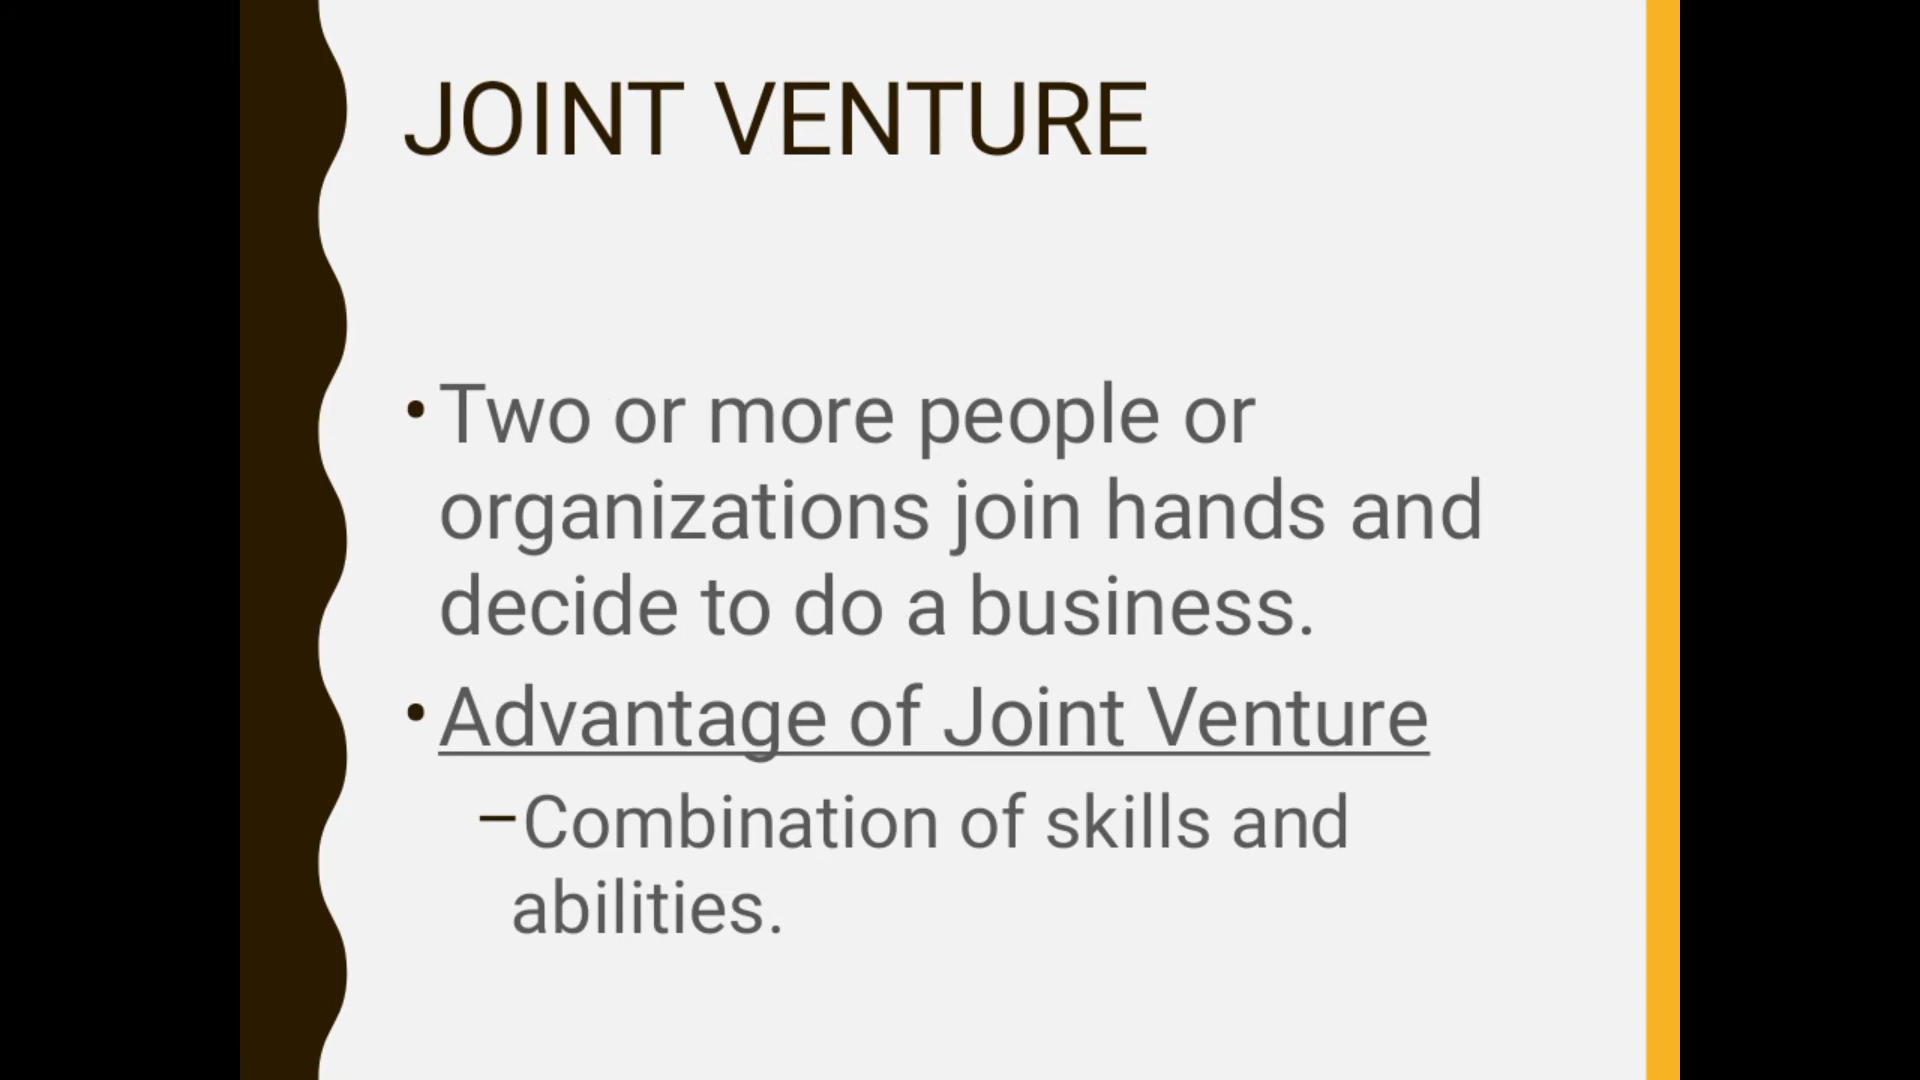 JOINT VENTURE
• Two or more people or
organizations join hands and
decide to do a business.
• Advantage of Joint Venture
–Combination of skills and
abilities.